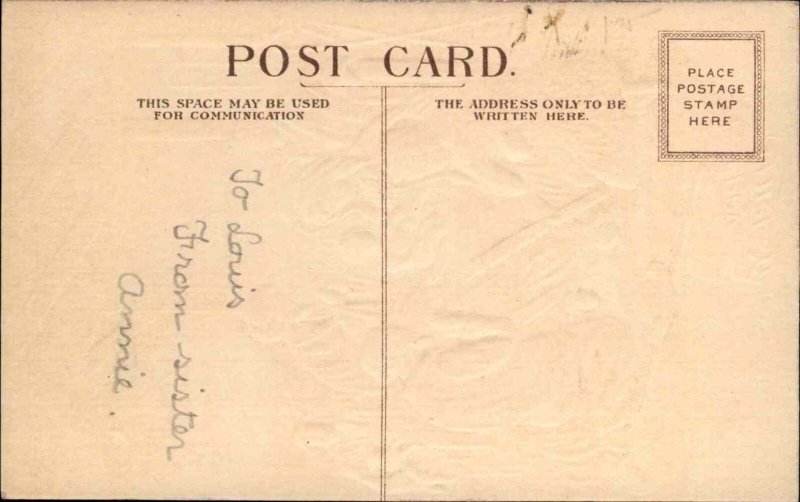 POST CARD.
THIS SPACE MAY BE USED
FOR COMMUNICATION
THE ADDRESS ONLY TO BE
WRITTEN HERE.
PLACE
POSTAGE
STAMP
HERE
To Louis
From sister
Annie.